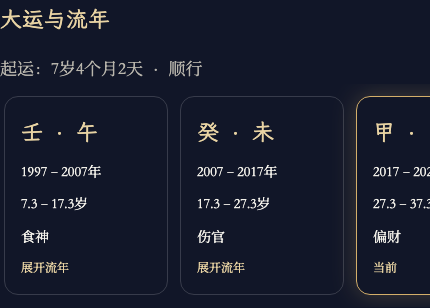 大运与流年
起运：7岁4个月2天 · 顺行
壬 · 午
1997 – 2007年
7.3 – 17.3岁
食神
展开流年
癸 · 未
2007 – 2017年
17.3 – 27.3岁
伤官
展开流年
甲 ·
2017 – 202
27.3 – 37.3
偏财
当前